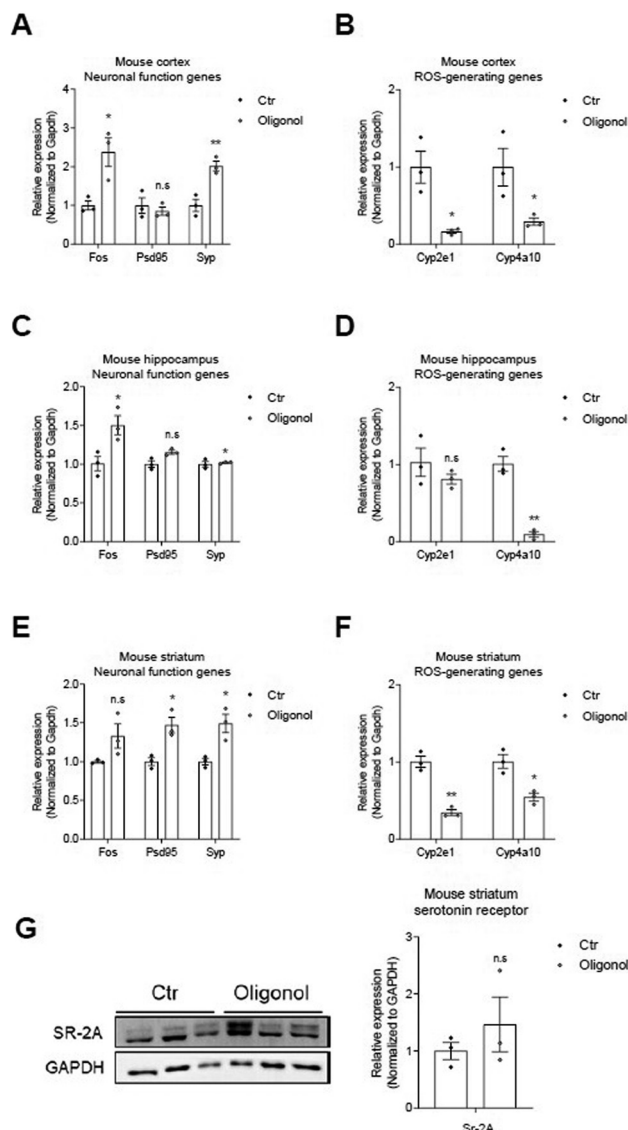 A
Mouse cortex
Neuronal function genes
Relative expression
(Normalized to Gapdh)
4
3
2
1
0
*
n.s
**
Fos
Psd95
Syp
Ctr
Oligonol
B
Mouse cortex
ROS-generating genes
Relative expression
(Normalized to Gapdh)
2
1
0
*
*
Cyp2e1
Cyp4a10
Ctr
Oligonol
C
Mouse hippocampus
Neuronal function genes
Relative expression
(Normalized to Gapdh)
2.0
1.5
1.0
0.5
0.0
*
n.s
*
Fos
Psd95
Syp
Ctr
Oligonol
D
Mouse hippocampus
ROS-generating genes
Relative expression
(Normalized to Gapdh)
2
1
0
n.s
**
Cyp2e1
Cyp4a10
Ctr
Oligonol
E
Mouse striatum
Neuronal function genes
Relative expression
(Normalized to Gapdh)
2.0
1.5
1.0
0.5
0.0
n.s
*
*
Fos
Psd95
Syp
Ctr
Oligonol
F
Mouse striatum
ROS-generating genes
Relative expression
(Normalized to Gapdh)
2
1
0
**
*
Cyp2e1
Cyp4a10
Ctr
Oligonol
G
Ctr
Oligonol
SR-2A
GAPDH
Mouse striatum
serotonin receptor
Relative expression
(Normalized to GAPDH)
3
2
1
0
n.s
Sr-2A
Ctr
Oligonol